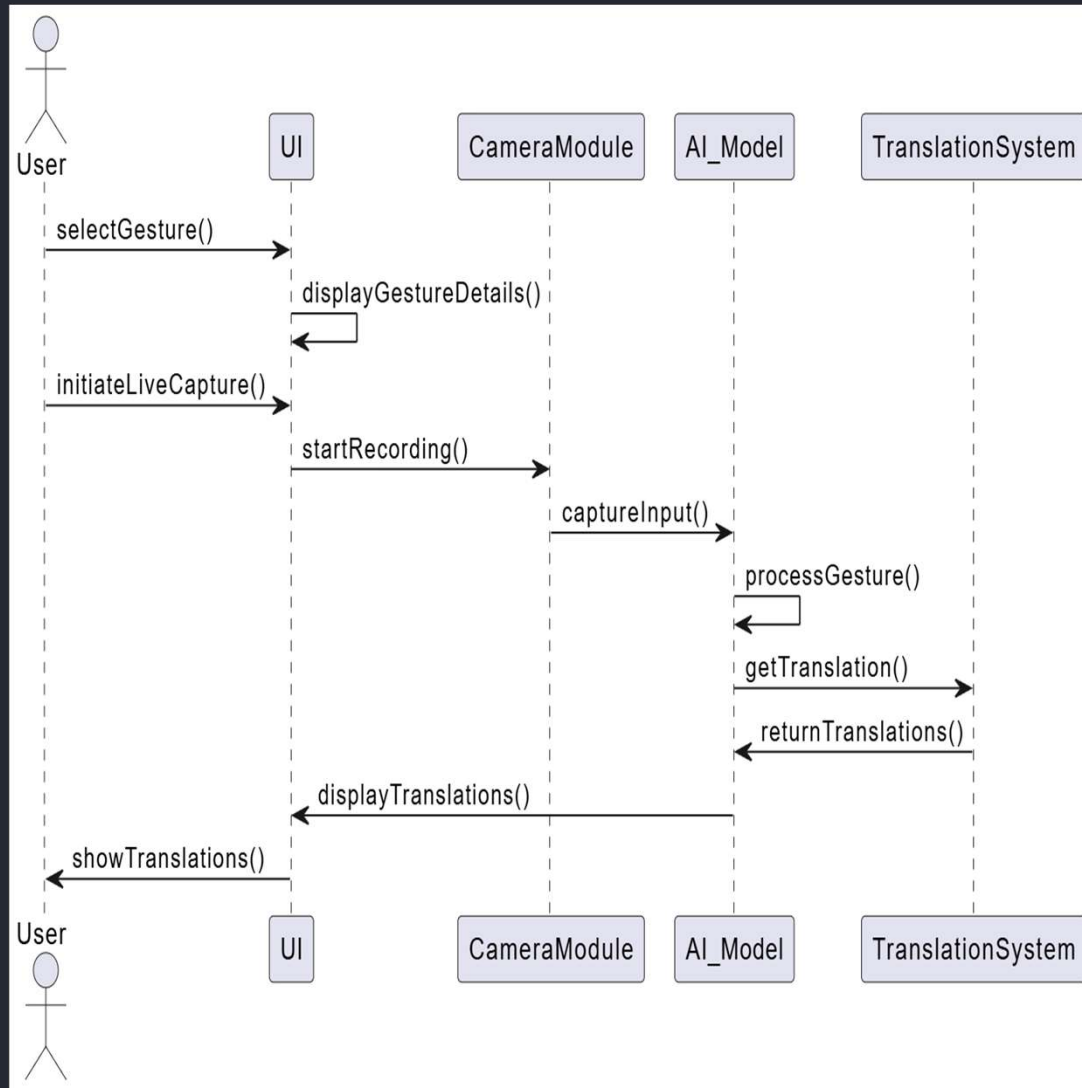 User
UI
CameraModule
AI_Model
TranslationSystem
selectGesture()
displayGestureDetails()
initiateLiveCapture()
startRecording()
captureInput()
processGesture()
getTranslation()
returnTranslations()
displayTranslations()
showTranslations()
User
UI
CameraModule
AI_Model
TranslationSystem